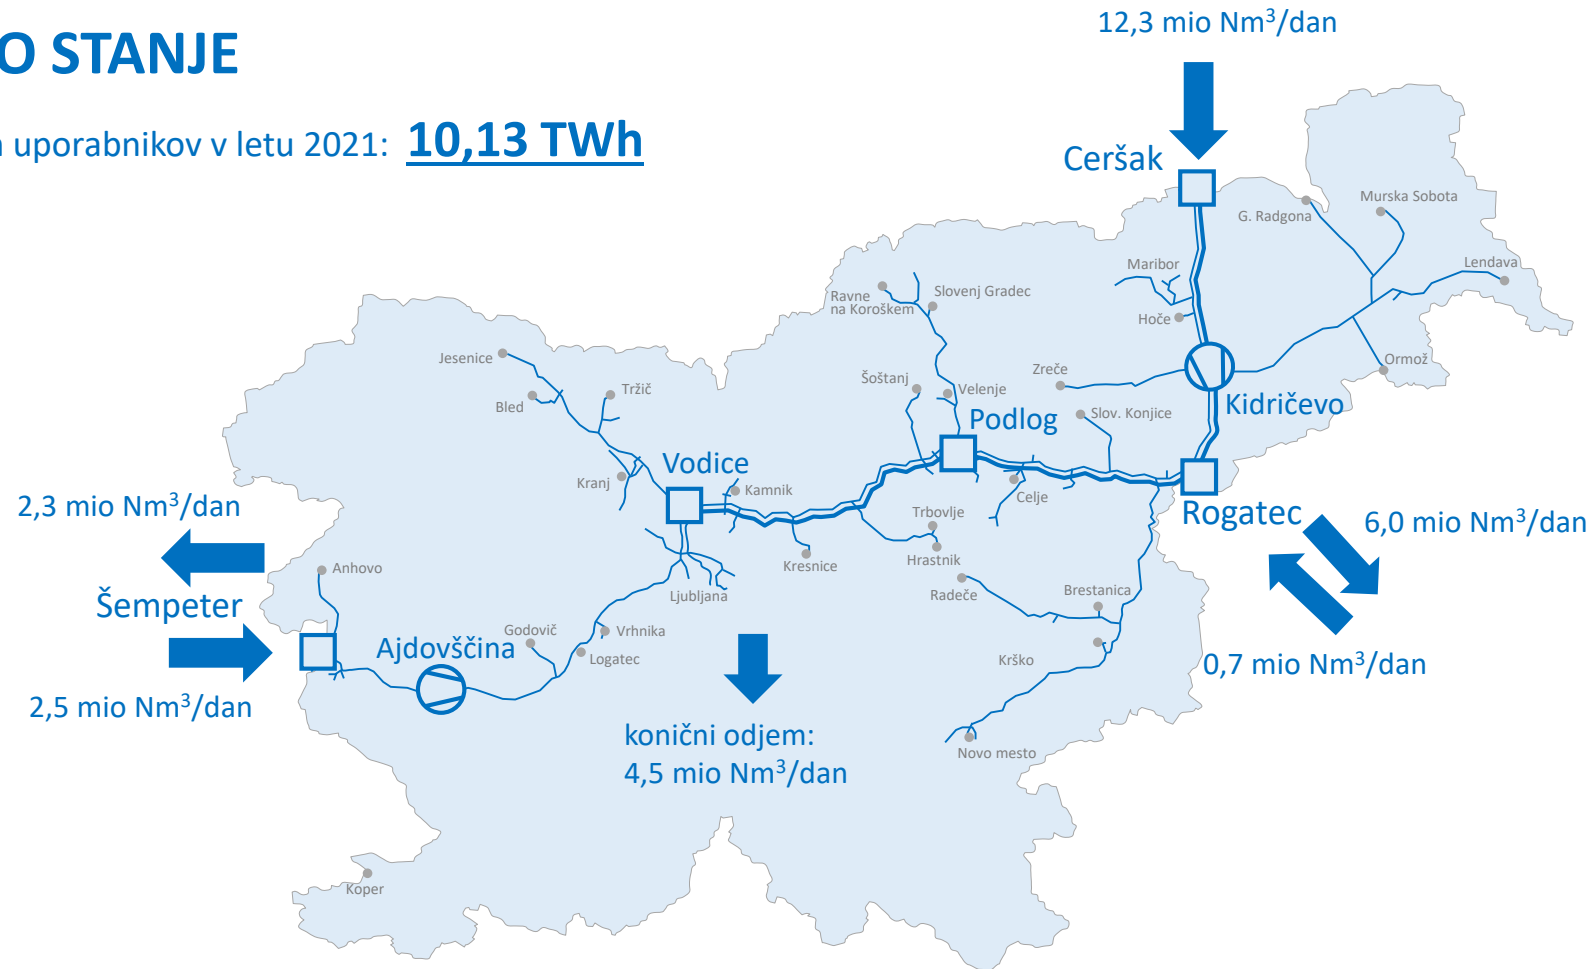 O STANJE
12,3 mio Nm³/dan
uporabnikov v letu 2021: 10,13 TWh
Ceršak
Murska Sobota
G. Radgona
Maribor
Lendava
Ravne
na Koroškem
Slovenj Gradec
Hoče
Jesenice
Ormož
Zreče
Šoštanj
Velenje
Tržič
Bled
Kidričevo
Podlog
Slov. Konjice
Vodice
Kranj
Kamnik
Celje
2,3 mio Nm³/dan
Rogatec
6,0 mio Nm³/dan
Trbovlje
Hrastnik
Kresnice
Anhovo
Radeče
Brestanica
Ljubljana
Šempeter
Godovič
Vrhnika
Ajdovščina
Logatec
Krško
0,7 mio Nm³/dan
2,5 mio Nm³/dan
konični odjem:
4,5 mio Nm³/dan
Novo mesto
Koper